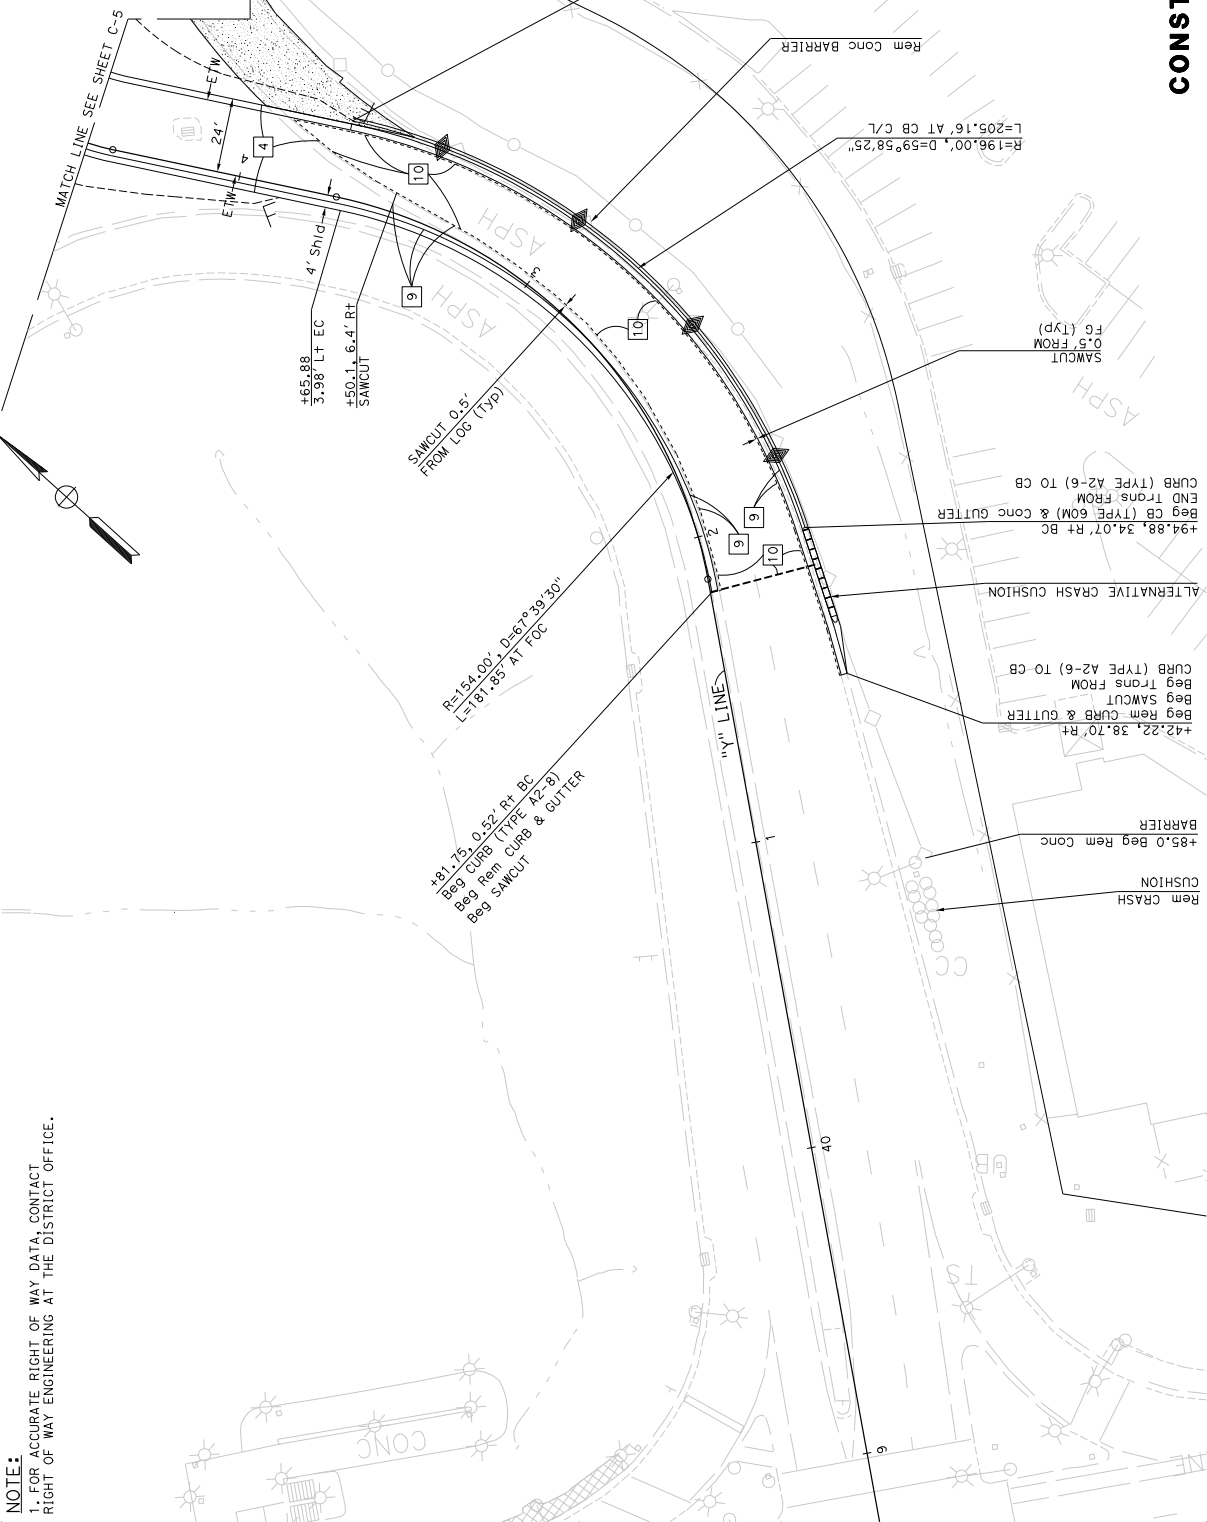 CONST
MATCH LINE SEE SHEET C-5
ETW
24'
4
4
ETW
4' Shld
10
9
+65.88
3.98' Lt EC
+50.1, 6.4' Rt
SAWCUT
ASPH
ASPH
3
10
Rem Conc BARRIER
R=196.00', D=59°58'25"
L=205.16' AT CB C/L
SAWCUT
0.5' FROM
FG (Typ)
ASPH
SAWCUT 0.5'
FROM LOG (Typ)
9
9
10
2
+94.88, 34.07' Rt BC
Beg CB (TYPE 60M) & Conc GUTTER
END Trans FROM
CURB (TYPE A2-6) TO CB
ALTERNATIVE CRASH CUSHION
R=154.00', D=67°39'30"
L=181.85' AT FOC
+42.22, 38.70' Rt
Beg Rem CURB & GUTTER
Beg SAWCUT
Beg Trans FROM
CURB (TYPE A2-6) TO CB
"Y" LINE
+81.75, 0.52' Rt BC
Beg CURB (TYPE A2-8)
Beg Rem CURB & GUTTER
Beg SAWCUT
1
+85.0 Beg Rem Conc
BARRIER
Rem CRASH
CUSHION
CC
40
GB
TS
CONC
9
NOTE:
1. FOR ACCURATE RIGHT OF WAY DATA, CONTACT
RIGHT OF WAY ENGINEERING AT THE DISTRICT OFFICE.